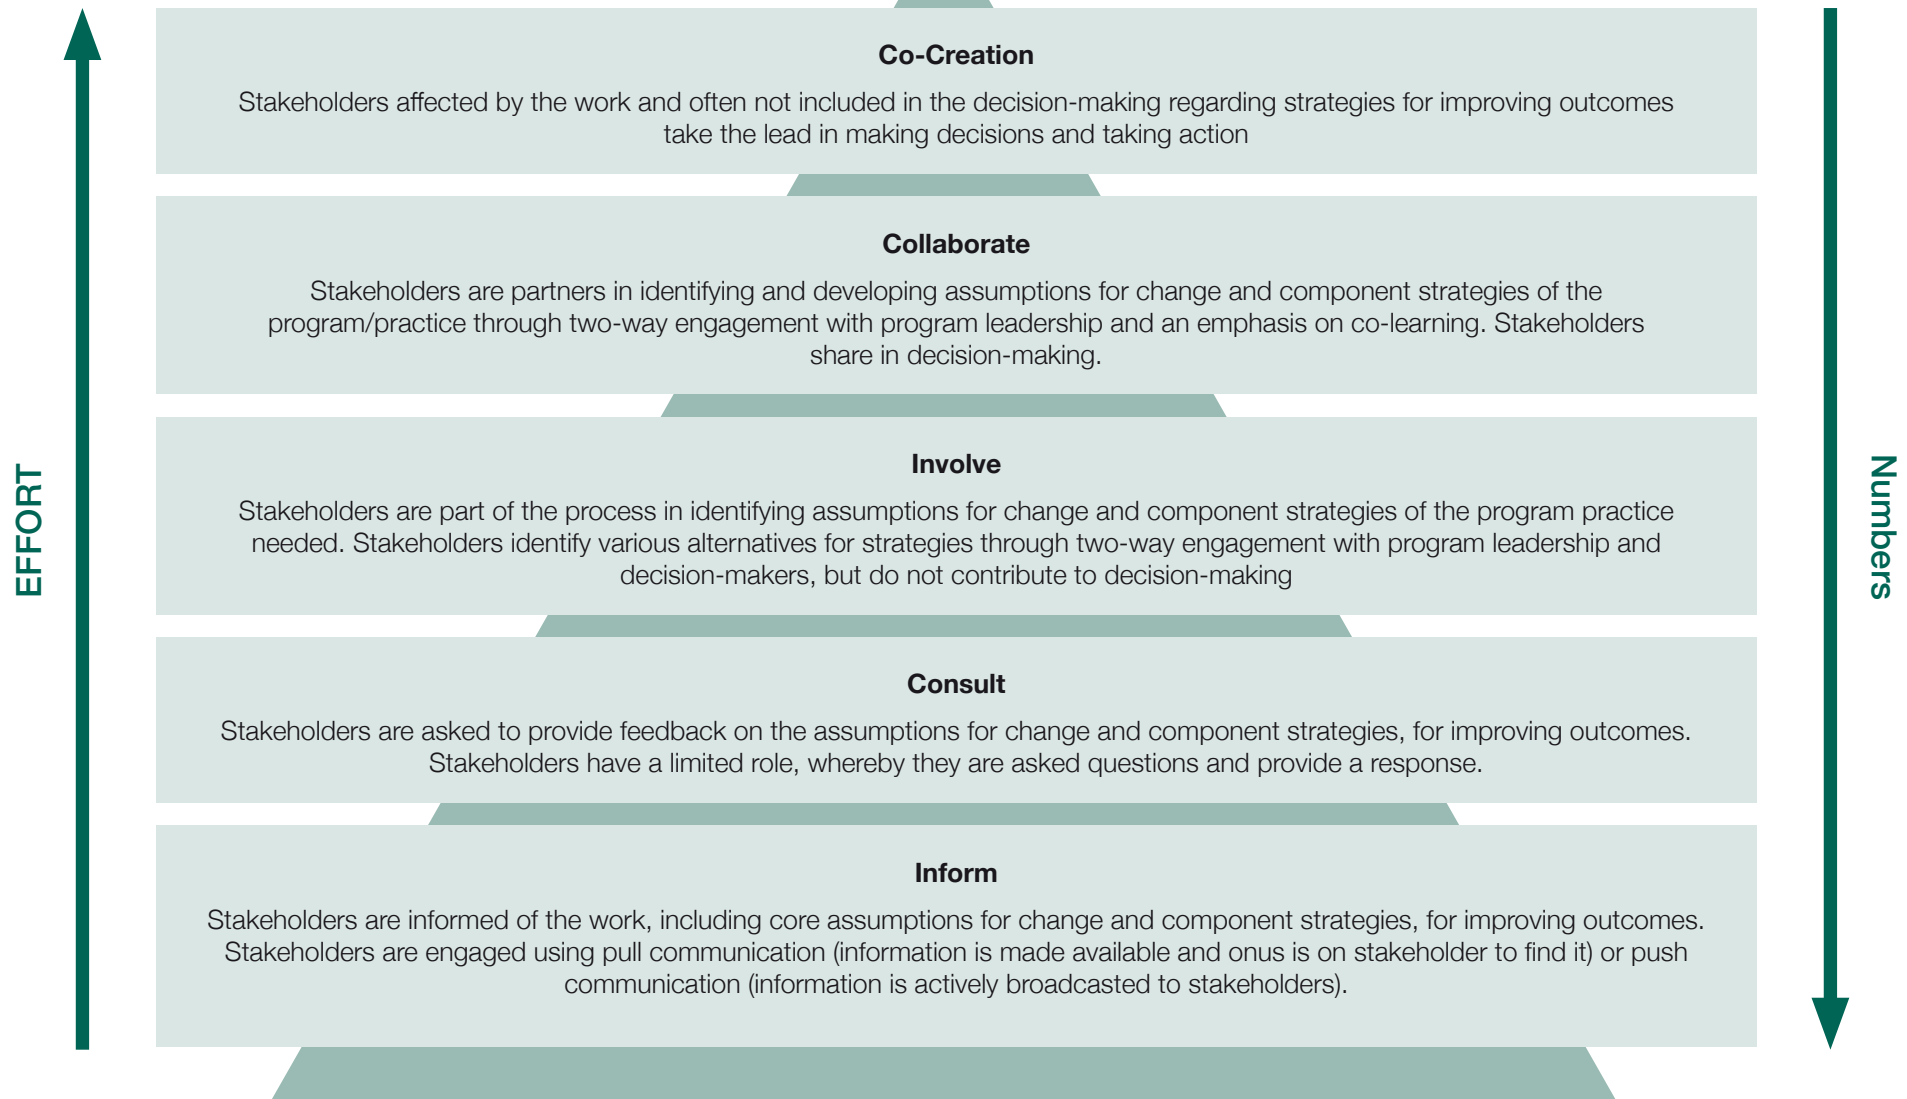 Co-Creation
Stakeholders affected by the work and often not included in the decision-making regarding strategies for improving outcomes
take the lead in making decisions and taking action
Collaborate
Stakeholders are partners in identifying and developing assumptions for change and component strategies of the
program/practice through two-way engagement with program leadership and an emphasis on co-learning. Stakeholders
share in decision-making.
EFFORT
Involve
Stakeholders are part of the process in identifying assumptions for change and component strategies of the program practice
needed. Stakeholders identify various alternatives for strategies through two-way engagement with program leadership and
decision-makers, but do not contribute to decision-making
Numbers
Consult
Stakeholders are asked to provide feedback on the assumptions for change and component strategies, for improving outcomes.
Stakeholders have a limited role, whereby they are asked questions and provide a response.
Inform
Stakeholders are informed of the work, including core assumptions for change and component strategies, for improving outcomes.
Stakeholders are engaged using pull communication (information is made available and onus is on stakeholder to find it) or push
communication (information is actively broadcasted to stakeholders).